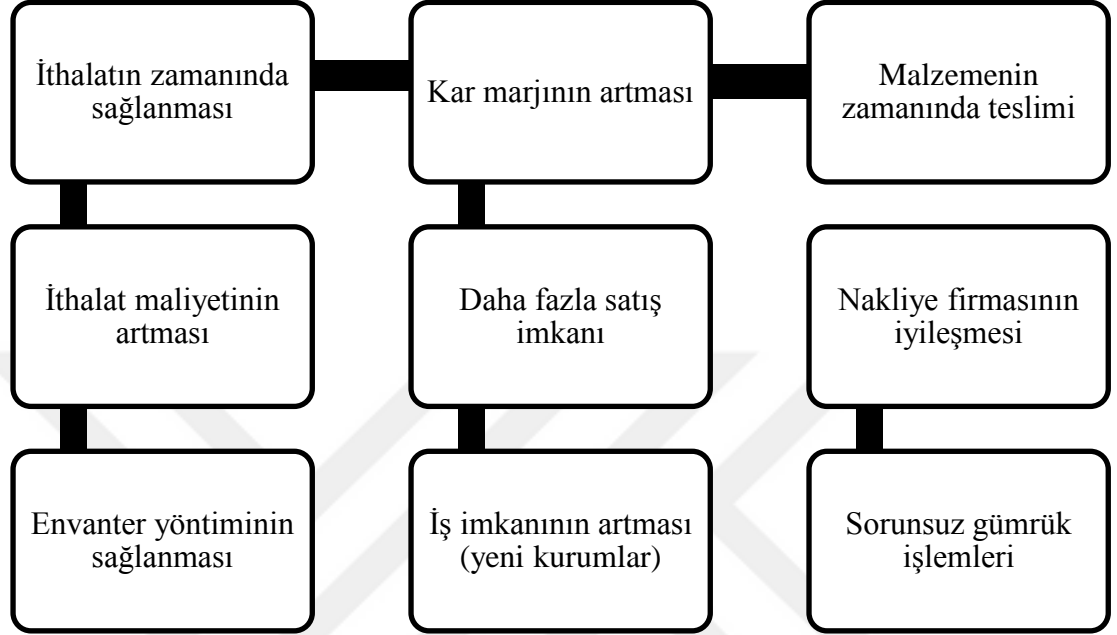 İthalatın zamanında
sağlanması
Kar marjının artması
Malzemenin
zamanında teslimi
İthalat maliyetinin
artması
Daha fazla satış
imkanı
Nakliye firmasının
iyileşmesi
Envanter yöntiminin
sağlanması
İş imkanının artması
(yeni kurumlar)
Sorunsuz gümrük
işlemleri